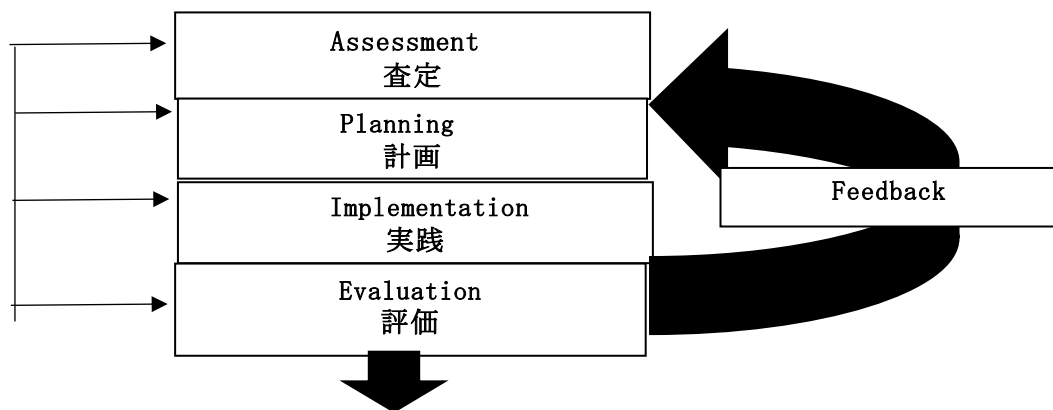 Assessment
査定
Planning
計画
Feedback
Implementation
実践
Evaluation
評価